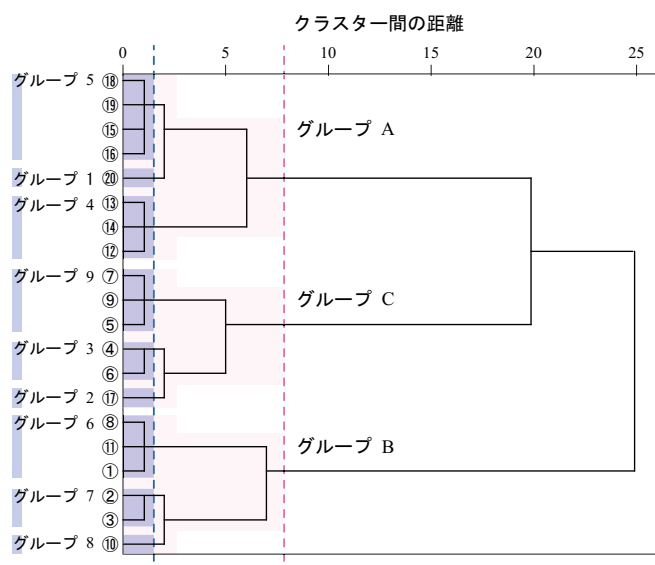 クラスター間の距離
0 5 10 15 20 25
グループ 5 ⑱
⑲
⑮
⑯
グループ 1 ⑳
グループ 4 ⑬
⑭
⑫
グループ 9 ⑦
⑨
⑤
グループ 3 ④
⑥
グループ 2 ⑰
グループ 6 ⑧
⑪
①
グループ 7 ②
③
グループ 8 ⑩
グループ A
グループ C
グループ B